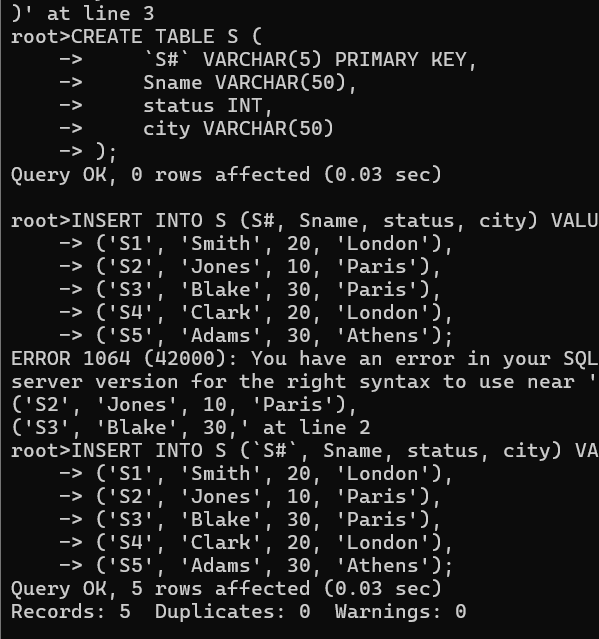 )' at line 3
root>CREATE TABLE S (
    ->     `S#` VARCHAR(5) PRIMARY KEY,
    ->     Sname VARCHAR(50),
    ->     status INT,
    ->     city VARCHAR(50)
    -> );
Query OK, 0 rows affected (0.03 sec)

root>INSERT INTO S (S#, Sname, status, city) VALU
    -> ('S1', 'Smith', 20, 'London'),
    -> ('S2', 'Jones', 10, 'Paris'),
    -> ('S3', 'Blake', 30, 'Paris'),
    -> ('S4', 'Clark', 20, 'London'),
    -> ('S5', 'Adams', 30, 'Athens');
ERROR 1064 (42000): You have an error in your SQL
server version for the right syntax to use near '
('S2', 'Jones', 10, 'Paris'),
('S3', 'Blake', 30,' at line 2
root>INSERT INTO S (`S#`, Sname, status, city) VA
    -> ('S1', 'Smith', 20, 'London'),
    -> ('S2', 'Jones', 10, 'Paris'),
    -> ('S3', 'Blake', 30, 'Paris'),
    -> ('S4', 'Clark', 20, 'London'),
    -> ('S5', 'Adams', 30, 'Athens');
Query OK, 5 rows affected (0.03 sec)
Records: 5  Duplicates: 0  Warnings: 0